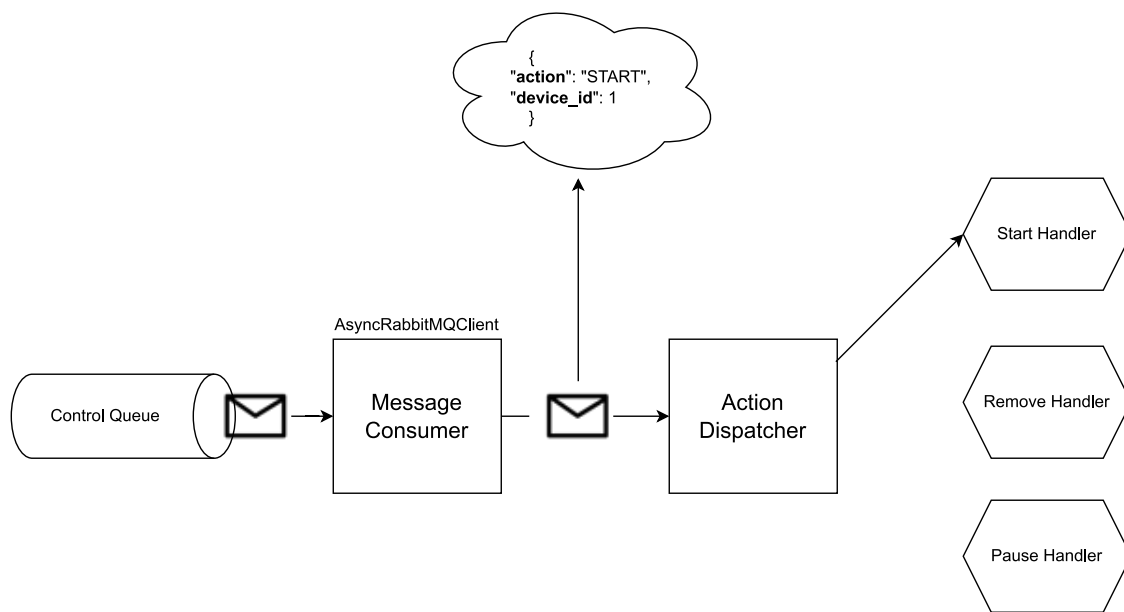 {
"action": "START",
"device_id": 1
}
Start Handler
AsyncRabbitMQClient
Control Queue
Message
Consumer
Action
Dispatcher
Remove Handler
Pause Handler